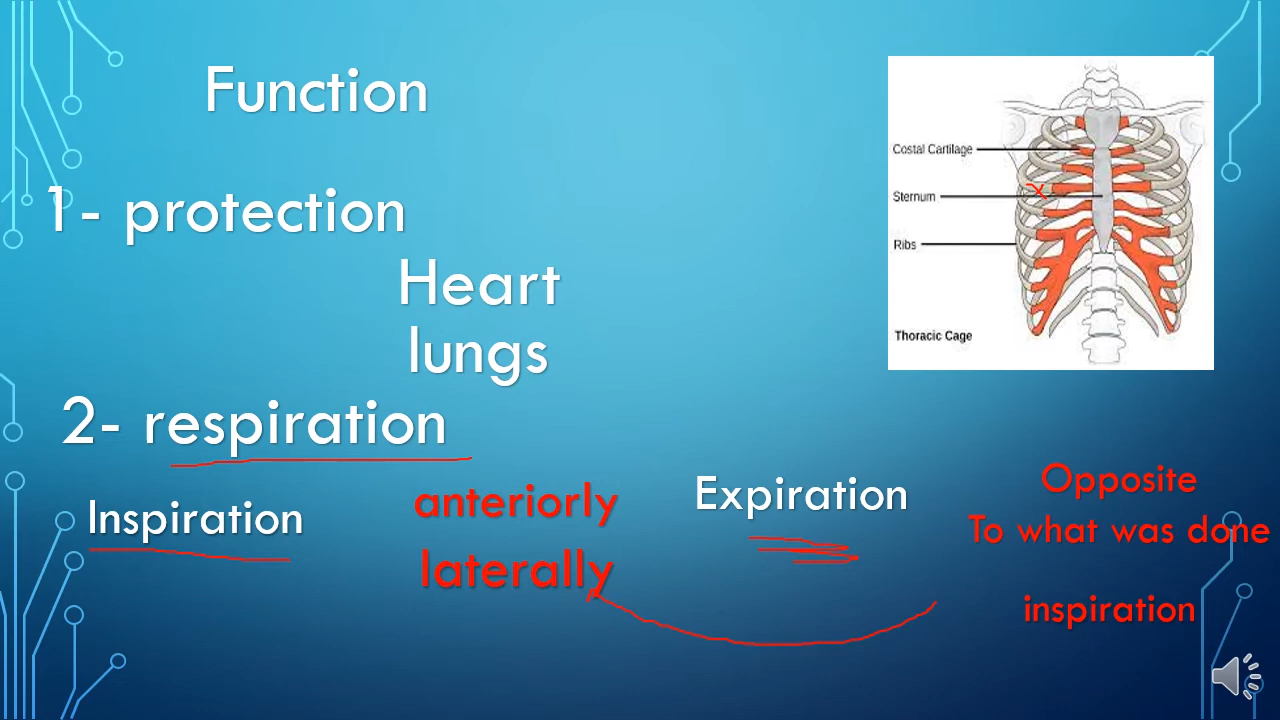 Function
1- protection
Heart
lungs
2- respiration
Inspiration
anteriorly
laterally
Expiration
Opposite
To what was done
inspiration
Costal Cartilage
Sternum
Ribs
Thoracic Cage